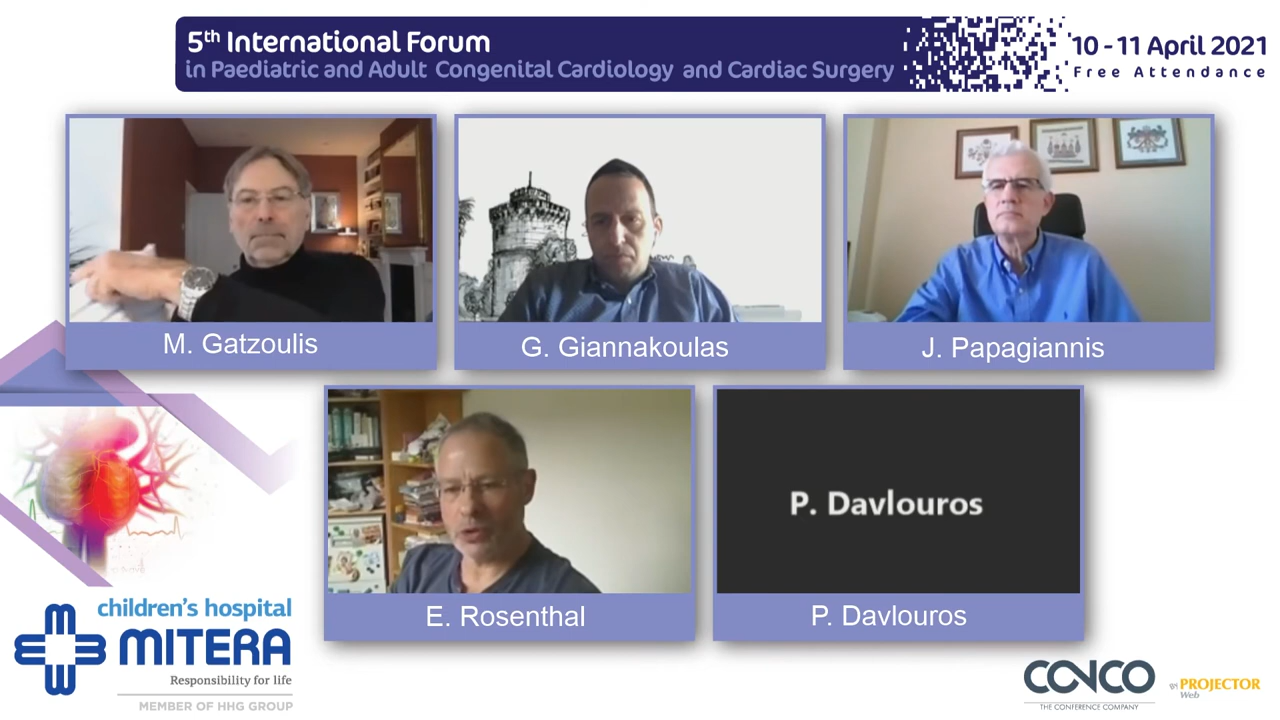 5th International Forum
in Paediatric and Adult Congenital Cardiology and Cardiac Surgery
10 - 11 April 2021
Free Attendance
M. Gatzoulis
G. Giannakoulas
J. Papagiannis
P. Davlouros
E. Rosenthal
P. Davlouros
children's hospital
MITERA
Responsibility for life
MEMBER OF HHG GROUP
CONCO
THE CONFERENCE COMPANY
BY PROJECTOR
Web